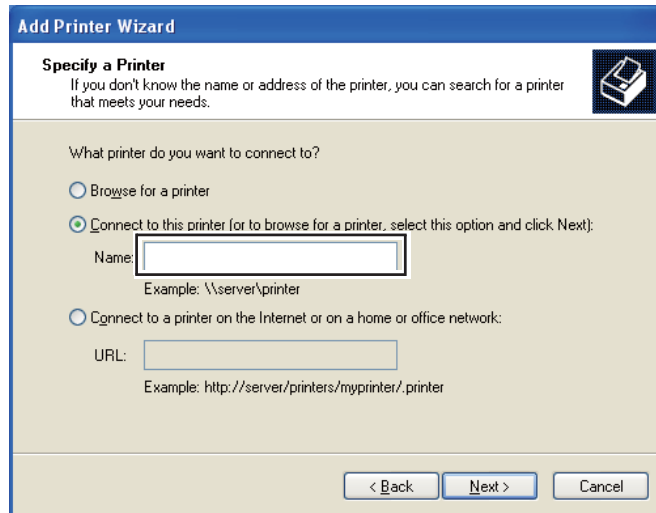 Add Printer Wizard
Specify a Printer
If you don't know the name or address of the printer, you can search for a printer
that meets your needs.
What printer do you want to connect to?
Browse for a printer
Connect to this printer (or to browse for a printer, select this option and click Next):
Name:
Example: \\server\printer
Connect to a printer on the Internet or on a home or office network:
URL:
Example: http://server/printers/myprinter/.printer
< Back Next > Cancel